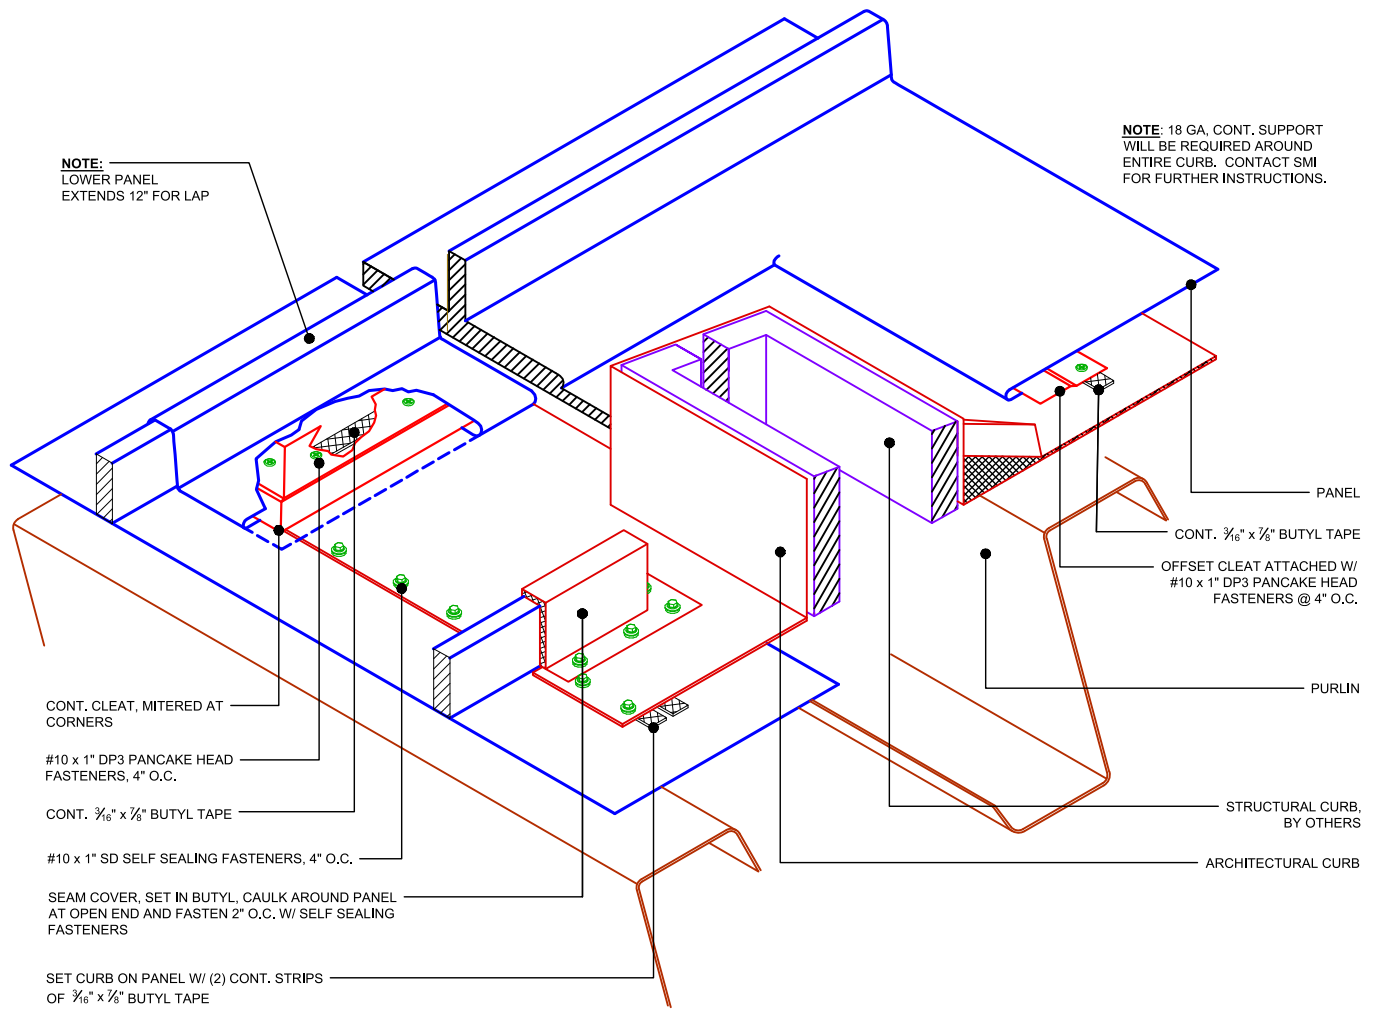 NOTE:
LOWER PANEL
EXTENDS 12" FOR LAP
NOTE: 18 GA, CONT. SUPPORT
WILL BE REQUIRED AROUND
ENTIRE CURB. CONTACT SMI
FOR FURTHER INSTRUCTIONS.
PANEL
CONT. 3/16" x 7/8" BUTYL TAPE
OFFSET CLEAT ATTACHED W/
#10 x 1" DP3 PANCAKE HEAD
FASTENERS @ 4" O.C.
PURLIN
STRUCTURAL CURB,
BY OTHERS
ARCHITECTURAL CURB
CONT. CLEAT, MITERED AT
CORNERS
#10 x 1" DP3 PANCAKE HEAD
FASTENERS, 4" O.C.
CONT. 3/16" x 7/8" BUTYL TAPE
#10 x 1" SD SELF SEALING FASTENERS, 4" O.C.
SEAM COVER, SET IN BUTYL, CAULK AROUND PANEL
AT OPEN END AND FASTEN 2" O.C. W/ SELF SEALING
FASTENERS
SET CURB ON PANEL W/ (2) CONT. STRIPS
OF 3/16" x 7/8" BUTYL TAPE